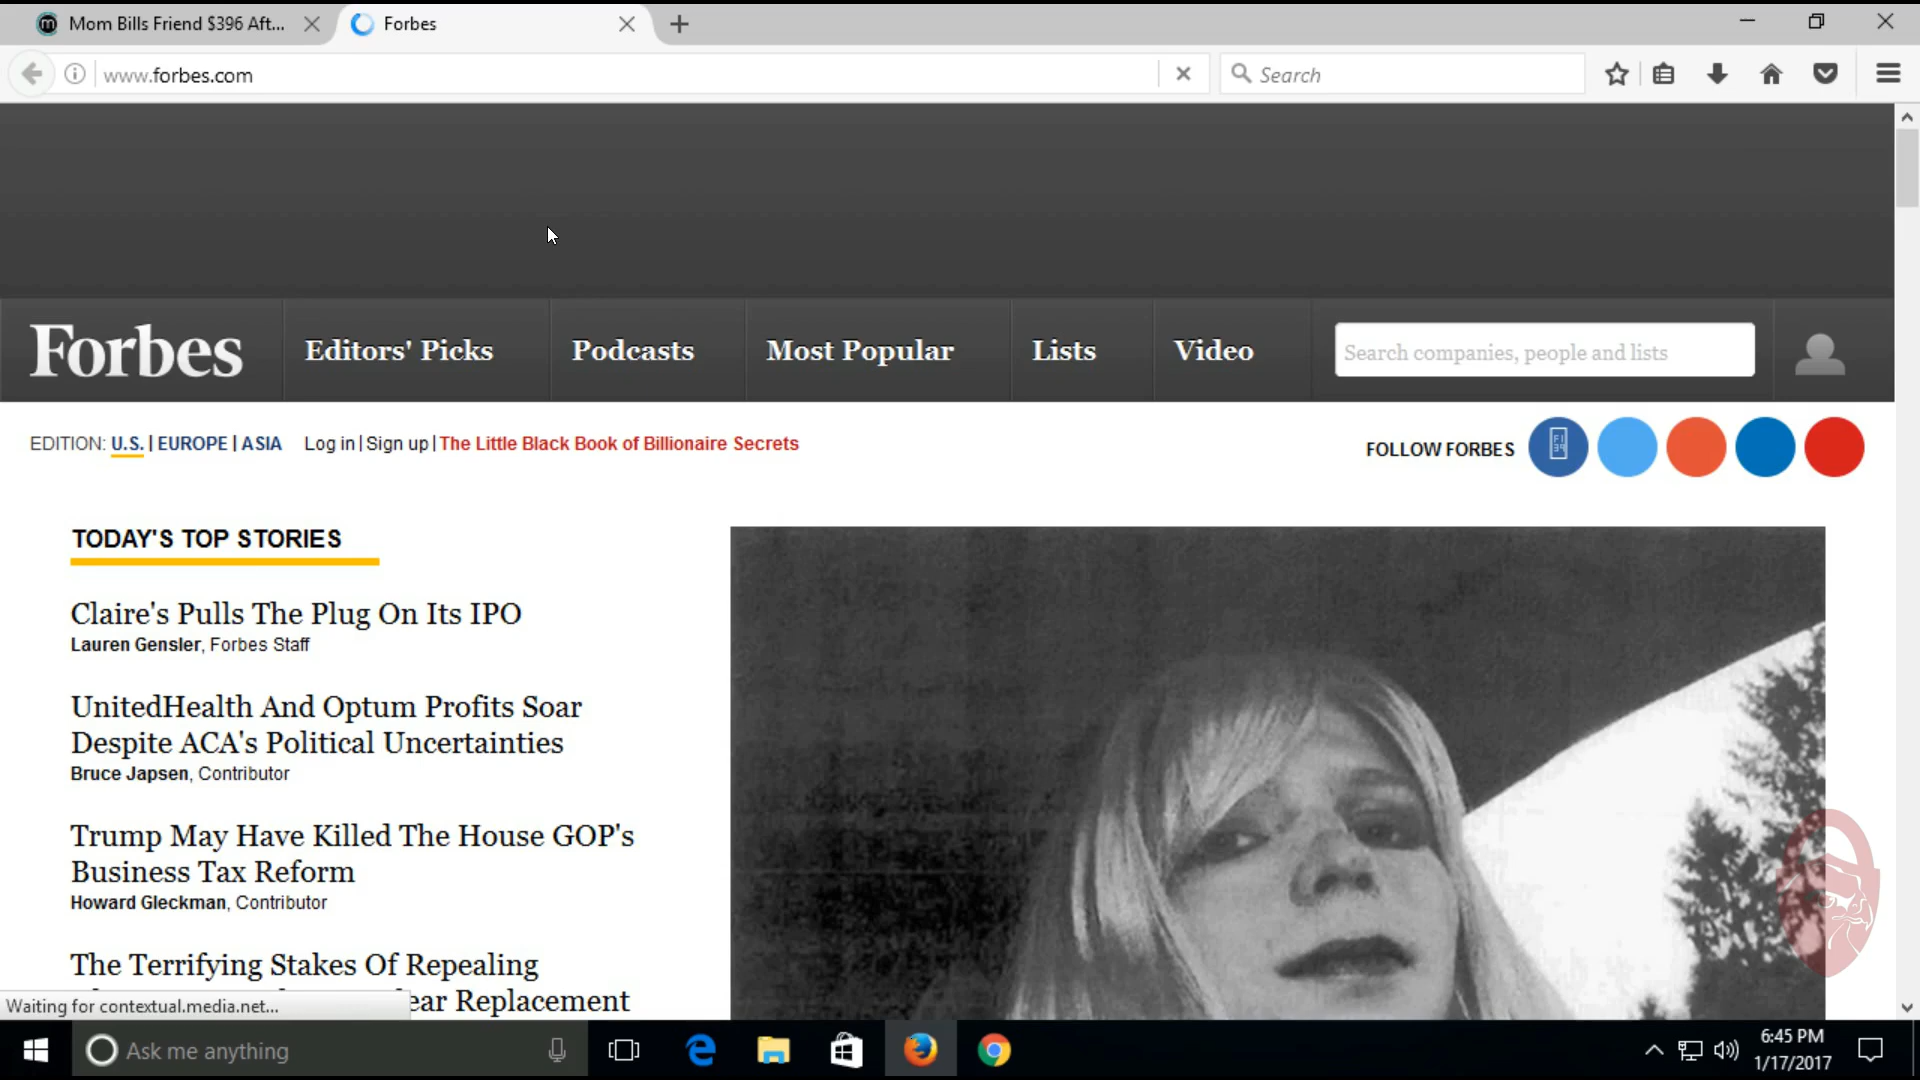 Mom Bills Friend $396 Aft...
Forbes
www.forbes.com
Search
Forbes
Editors' Picks
Podcasts
Most Popular
Lists
Video
Search companies, people and lists
EDITION: U.S. | EUROPE | ASIA
Log in | Sign up | The Little Black Book of Billionaire Secrets
FOLLOW FORBES
TODAY'S TOP STORIES
Claire's Pulls The Plug On Its IPO
Lauren Gensler, Forbes Staff
UnitedHealth And Optum Profits Soar
Despite ACA's Political Uncertainties
Bruce Japsen, Contributor
Trump May Have Killed The House GOP's
Business Tax Reform
Howard Gleckman, Contributor
The Terrifying Stakes Of Repealing
Replacement
Waiting for contextual.media.net...
Ask me anything
6:45 PM
1/17/2017